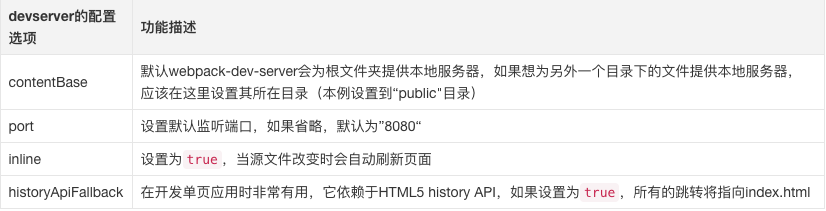 devserver的配置
选项
功能描述
contentBase
默认webpack-dev-server会为根文件夹提供本地服务器，如果想为另外一个目录下的文件提供本地服务器，
应该在这里设置其所在目录（本例设置到“public"目录）
port
设置默认监听端口，如果省略，默认为”8080“
inline
设置为 true ，当源文件改变时会自动刷新页面
historyApiFallback
在开发单页应用时非常有用，它依赖于HTML5 history API，如果设置为 true ，所有的跳转将指向index.html